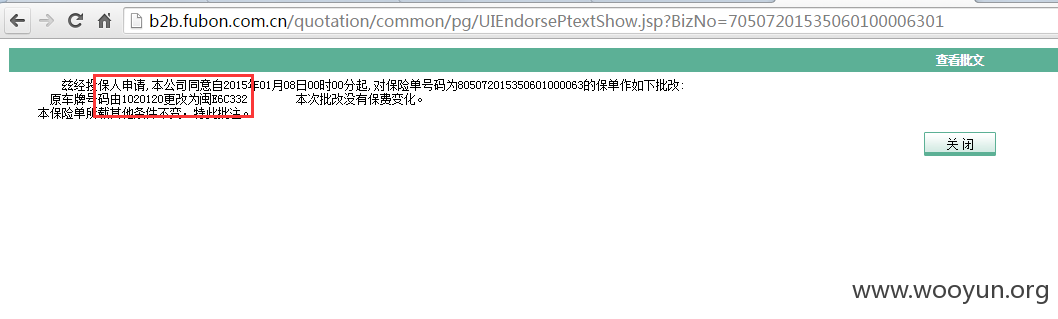 b2b.fubon.com.cn/quotation/common/pg/UIEndorsePtextShow.jsp?BizNo=70507201535060100006301
查看批文
兹经投保人申请,本公司同意自2015年01月08日00时00分起,对保险单号码为805072015350601000063的保单作如下批改:
原车牌号码由1020120更改为闽E6C332 本次批改没有保费变化。
本保险单所载其他条件不变，特此批注。
关 闭
www.wooyun.org